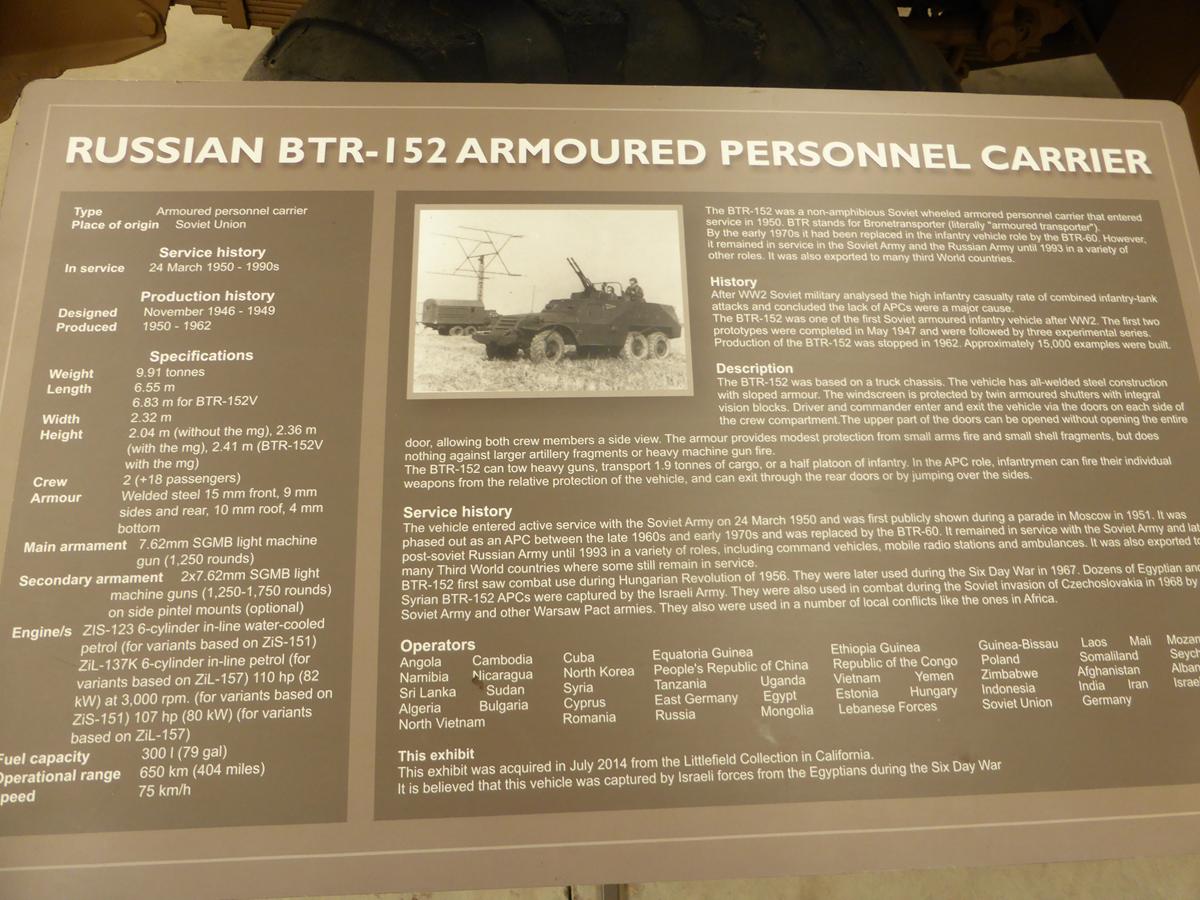 RUSSIAN BTR-152 ARMOURED PERSONNEL CARRIER
Type Armoured personnel carrier
Place of origin Soviet Union
Service history
In service 24 March 1950 - 1990s
Production history
Designed November 1946 - 1949
Produced 1950 - 1962
Specifications
Weight 9.91 tonnes
Length 6.55 m
6.83 m for BTR-152V
Width 2.32 m
Height 2.04 m (without the mg), 2.36 m
(with the mg), 2.41 m (BTR-152V
with the mg)
Crew 2 (+18 passengers)
Armour Welded steel 15 mm front, 9 mm
sides and rear, 10 mm roof, 4 mm
bottom
Main armament 7.62mm SGMB light machine
gun (1,250 rounds)
Secondary armament 2x7.62mm SGMB light
machine guns (1,250-1,750 rounds)
on side pintel mounts (optional)
Engine/s ZIS-123 6-cylinder in-line water-cooled
petrol (for variants based on ZiS-151)
ZiL-137K 6-cylinder in-line petrol (for
variants based on ZiL-157) 110 hp (82
kW) at 3,000 rpm. (for variants based on
ZiS-151) 107 hp (80 kW) (for variants
based on ZiL-157)
Fuel capacity 300 l (79 gal)
Operational range 650 km (404 miles)
peed 75 km/h
The BTR-152 was a non-amphibious Soviet wheeled armored personnel carrier that entered
service in 1950. BTR stands for Bronetransporter (literally "armoured transporter").
By the early 1970s it had been replaced in the infantry vehicle role by the BTR-60. However,
it remained in service in the Soviet Army and the Russian Army until 1993 in a variety of
other roles. It was also exported to many third World countries.
History
After WW2 Soviet military analysed the high infantry casualty rate of combined infantry-tank
attacks and concluded the lack of APCs were a major cause.
The BTR-152 was one of the first Soviet armoured infantry vehicle after WW2. The first two
prototypes were completed in May 1947 and were followed by three experimental series.
Production of the BTR-152 was stopped in 1962. Approximately 15,000 examples were built.
Description
The BTR-152 was based on a truck chassis. The vehicle has all-welded steel construction
with sloped armour. The windscreen is protected by twin armoured shutters with integral
vision blocks. Driver and commander enter and exit the vehicle via the doors on each side of
the crew compartment.The upper part of the doors can be opened without opening the entire
door, allowing both crew members a side view. The armour provides modest protection from small arms fire and small shell fragments, but does
nothing against larger artillery fragments or heavy machine gun fire.
The BTR-152 can tow heavy guns, transport 1.9 tonnes of cargo, or a half platoon of infantry. In the APC role, infantrymen can fire their individual
weapons from the relative protection of the vehicle, and can exit through the rear doors or by jumping over the sides.
Service history
The vehicle entered active service with the Soviet Army on 24 March 1950 and was first publicly shown during a parade in Moscow in 1951. It was
phased out as an APC between the late 1960s and early 1970s and was replaced by the BTR-60. It remained in service with the Soviet Army and lat
post-soviet Russian Army until 1993 in a variety of roles, including command vehicles, mobile radio stations and ambulances. It was also exported to
many Third World countries where some still remain in service.
BTR-152 first saw combat use during Hungarian Revolution of 1956. They were later used during the Six Day War in 1967. Dozens of Egyptian and
Syrian BTR-152 APCs were captured by the Israeli Army. They were also used in combat during the Soviet invasion of Czechoslovakia in 1968 by
Soviet Army and other Warsaw Pact armies. They also were used in a number of local conflicts like the ones in Africa.
Operators
Angola Cambodia Cuba Equatoria Guinea Ethiopia Guinea Guinea-Bissau Laos Mali Mozam
Namibia Nicaragua North Korea People's Republic of China Republic of the Congo Poland Somaliland Seych
Sri Lanka Sudan Syria Tanzania Uganda Vietnam Yemen Zimbabwe Afghanistan Alban
Algeria Bulgaria Cyprus East Germany Egypt Estonia Hungary Indonesia India Iran Israel
North Vietnam Romania Russia Mongolia Lebanese Forces Soviet Union Germany
This exhibit
This exhibit was acquired in July 2014 from the Littlefield Collection in California.
It is believed that this vehicle was captured by Israeli forces from the Egyptians during the Six Day War